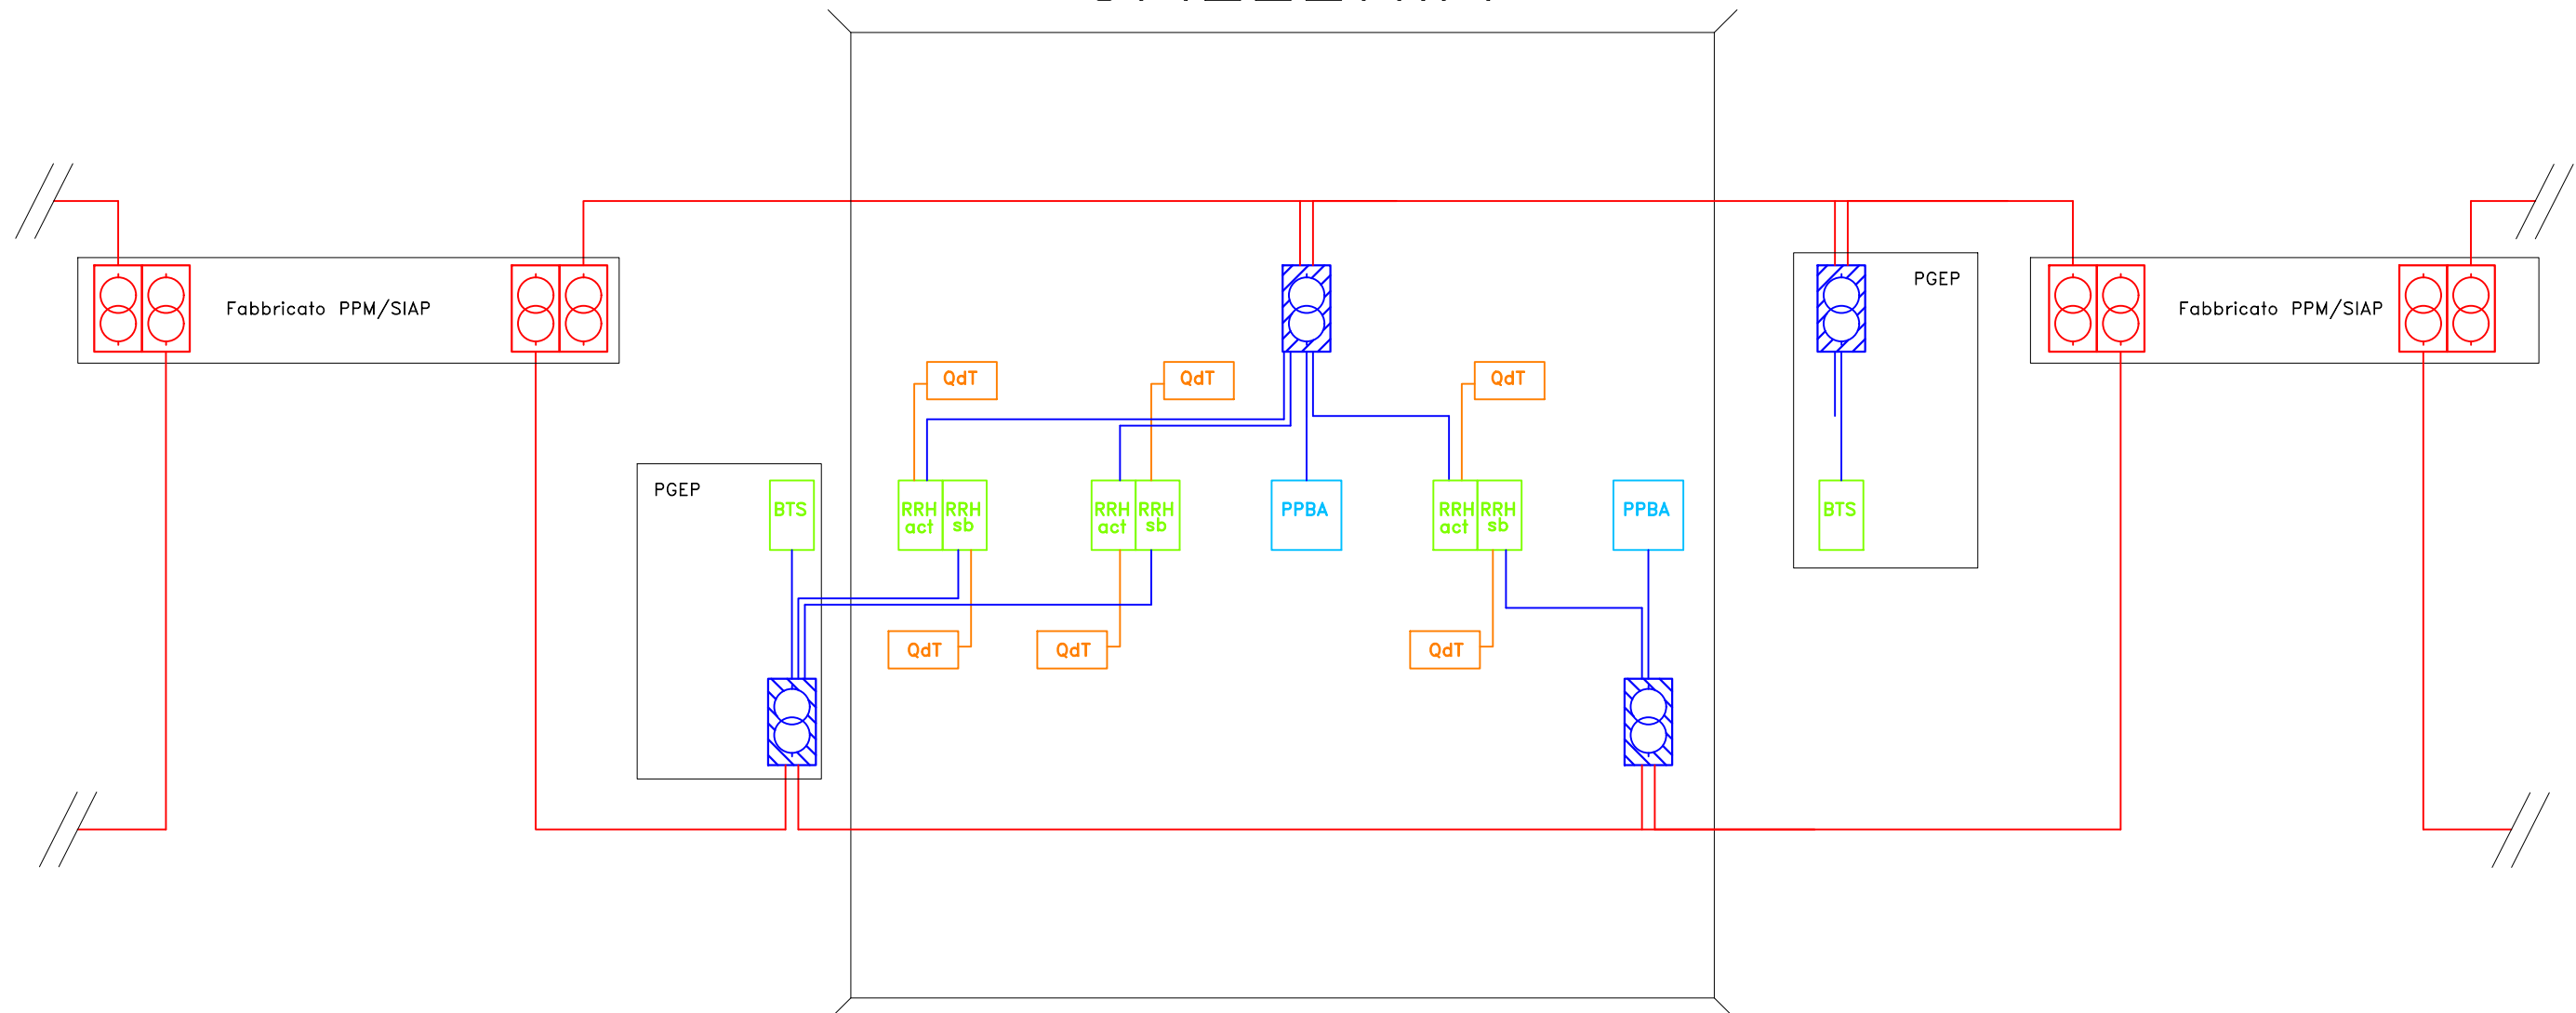 Fabbricato PPM/SIAP
PGEP
Fabbricato PPM/SIAP
QdT
QdT
QdT
PGEP
BTS
RRH
act
RRH
sb
RRH
act
RRH
sb
PPBA
RRH
act
RRH
sb
PPBA
BTS
QdT
QdT
QdT